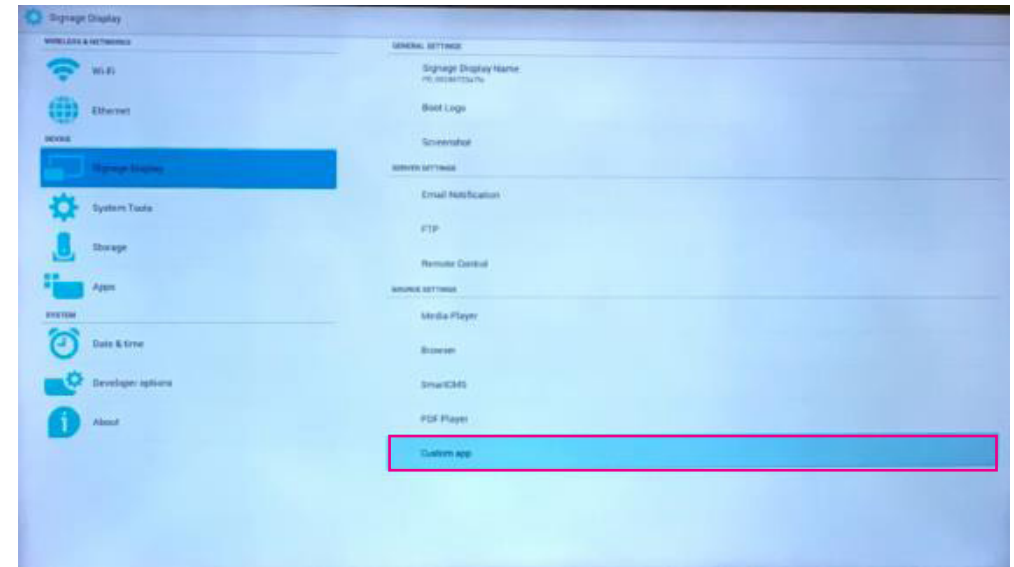 Signage Display
WIRELESS & NETWORKS
Wi-Fi
Ethernet
DEVICE
Signage Display
System Tools
Storage
Apps
SYSTEM
Date & time
Developer options
About
GENERAL SETTINGS
Signage Display Name
Boot Logo
Screenshot
SERVER SETTINGS
Email Notification
FTP
Remote Control
SOURCE SETTINGS
Media Player
Browser
SmartCMS
PDF Player
Custom app